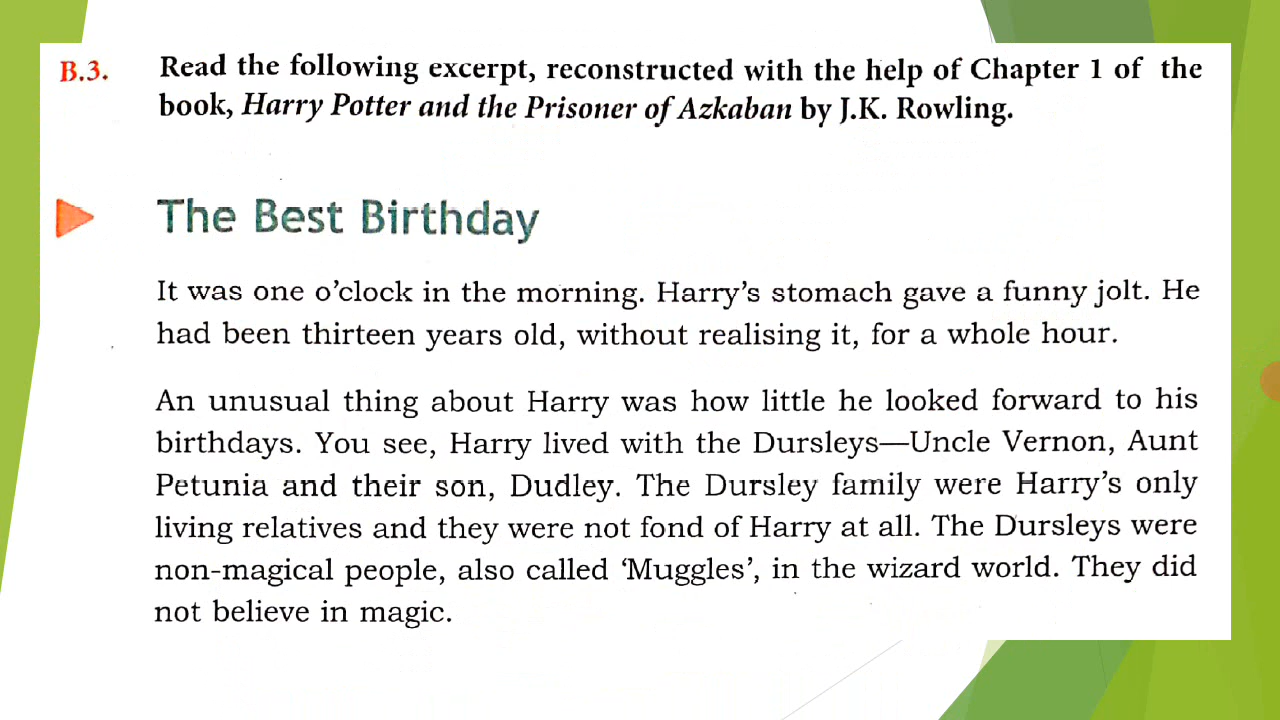 B.3. Read the following excerpt, reconstructed with the help of Chapter 1 of the
book, Harry Potter and the Prisoner of Azkaban by J.K. Rowling.
The Best Birthday
It was one o’clock in the morning. Harry’s stomach gave a funny jolt. He
had been thirteen years old, without realising it, for a whole hour.
An unusual thing about Harry was how little he looked forward to his
birthdays. You see, Harry lived with the Dursleys—Uncle Vernon, Aunt
Petunia and their son, Dudley. The Dursley family were Harry’s only
living relatives and they were not fond of Harry at all. The Dursleys were
non-magical people, also called ‘Muggles’, in the wizard world. They did
not believe in magic.